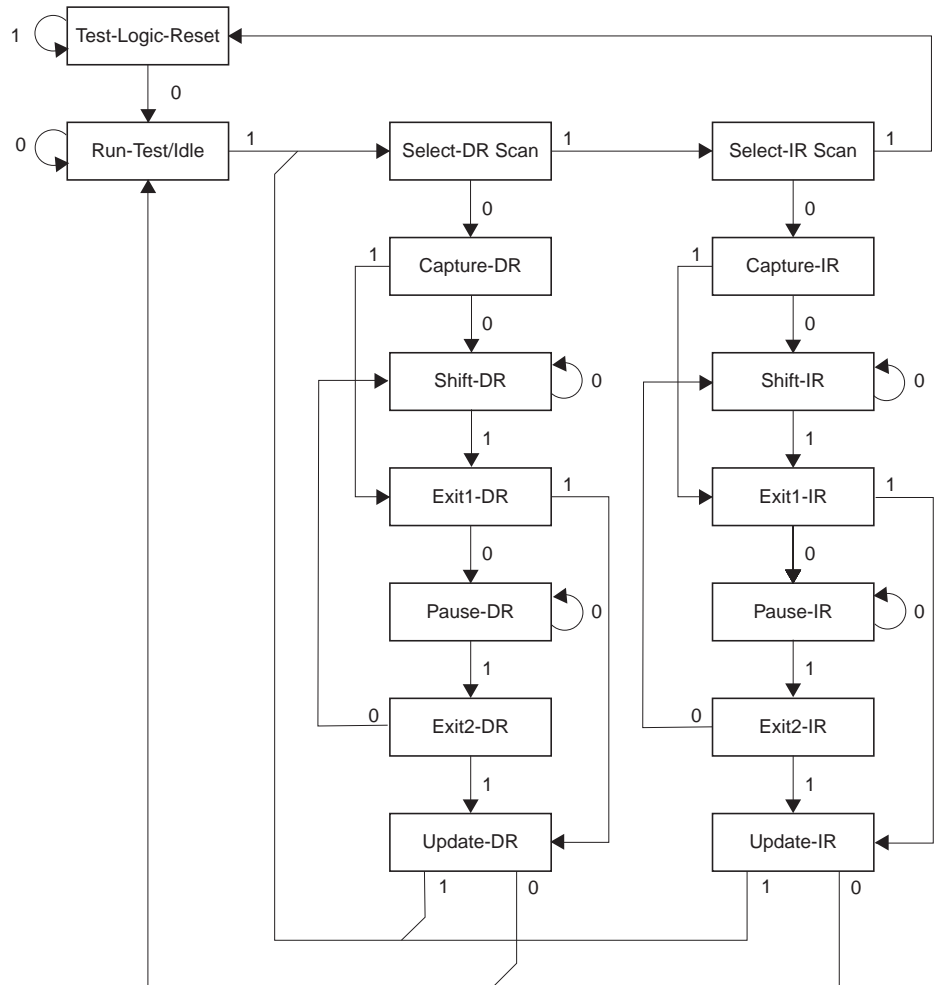 1
Test-Logic-Reset
0
0
Run-Test/Idle
1
Select-DR Scan
1
Select-IR Scan
1
0
0
1
Capture-DR
1
Capture-IR
0
0
Shift-DR
0
Shift-IR
0
1
1
Exit1-DR
1
Exit1-IR
1
0
0
Pause-DR
0
Pause-IR
0
1
1
0
Exit2-DR
0
Exit2-IR
1
1
Update-DR
Update-IR
1
0
1
0